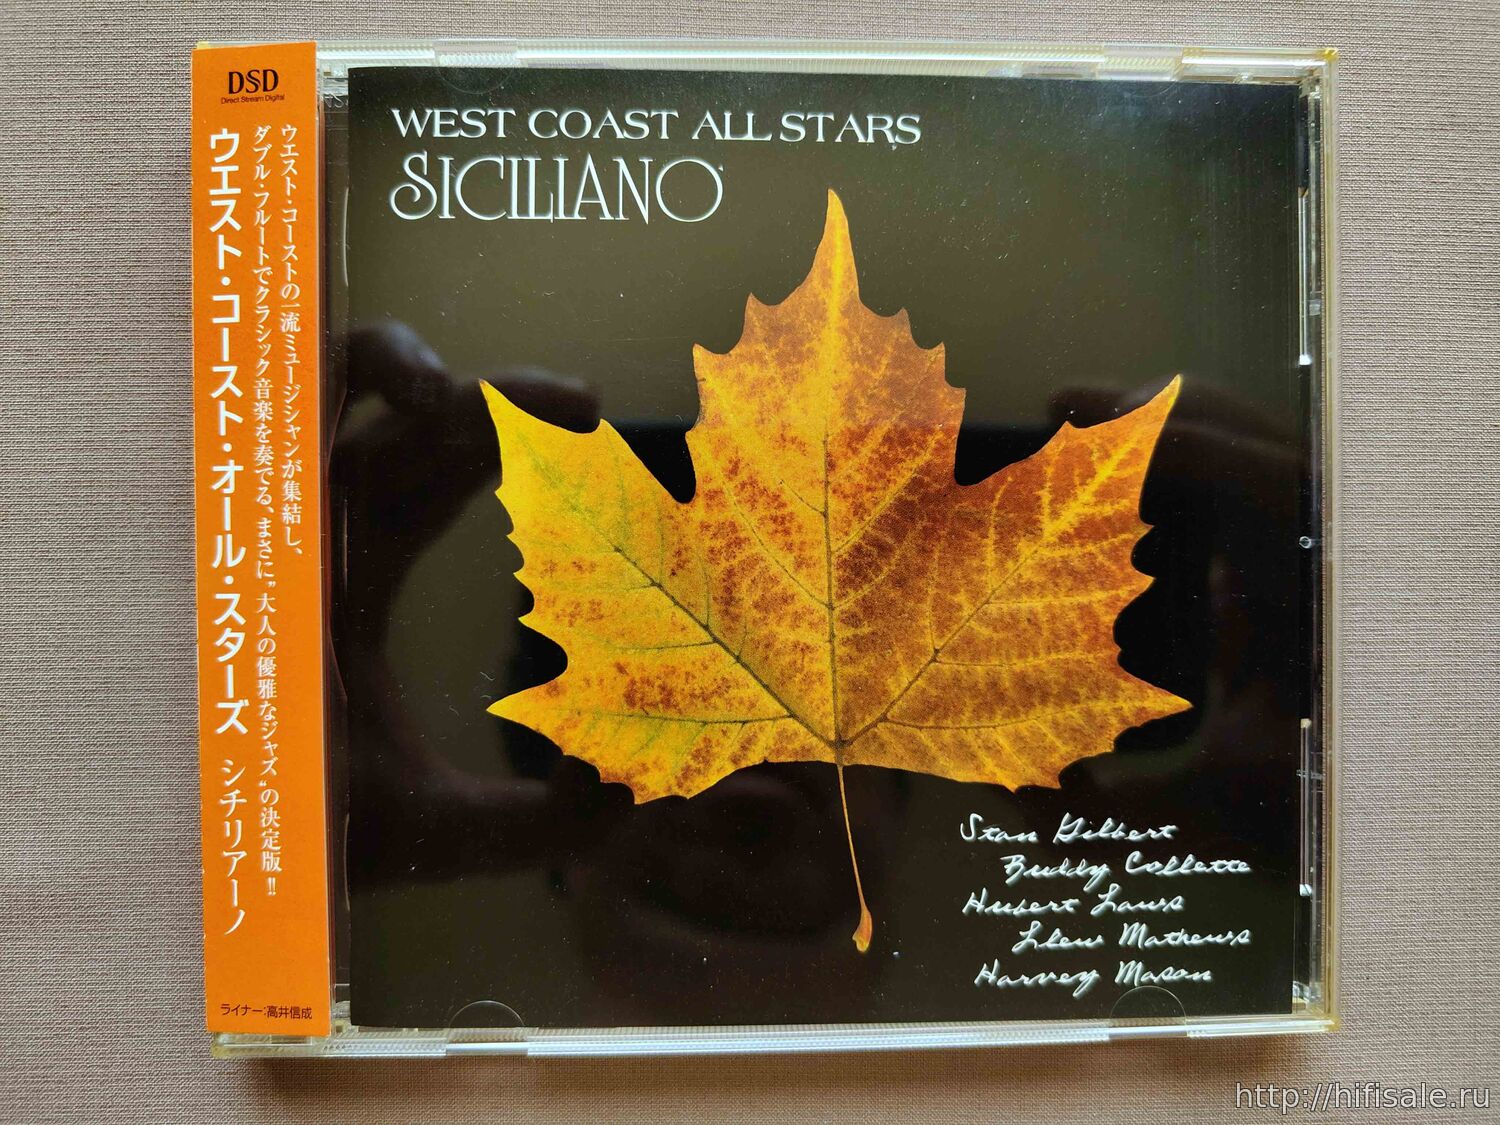 DSD
Direct Stream Digital
ウエスト・コーストの一流ミュージシャンが集結し、
ダブル・フルートでクラシック音楽を奏でる、まさに”大人の優雅なジャズ“の決定版!!
ウエスト・コースト・オール・スターズ シチリアーノ
ライナー:高井信成
WEST COAST ALL STARS
SICILIANO
Stan Gilbert
Buddy Collette
Hubert Laws
Llew Mathews
Harvey Mason
http://hifisale.ru